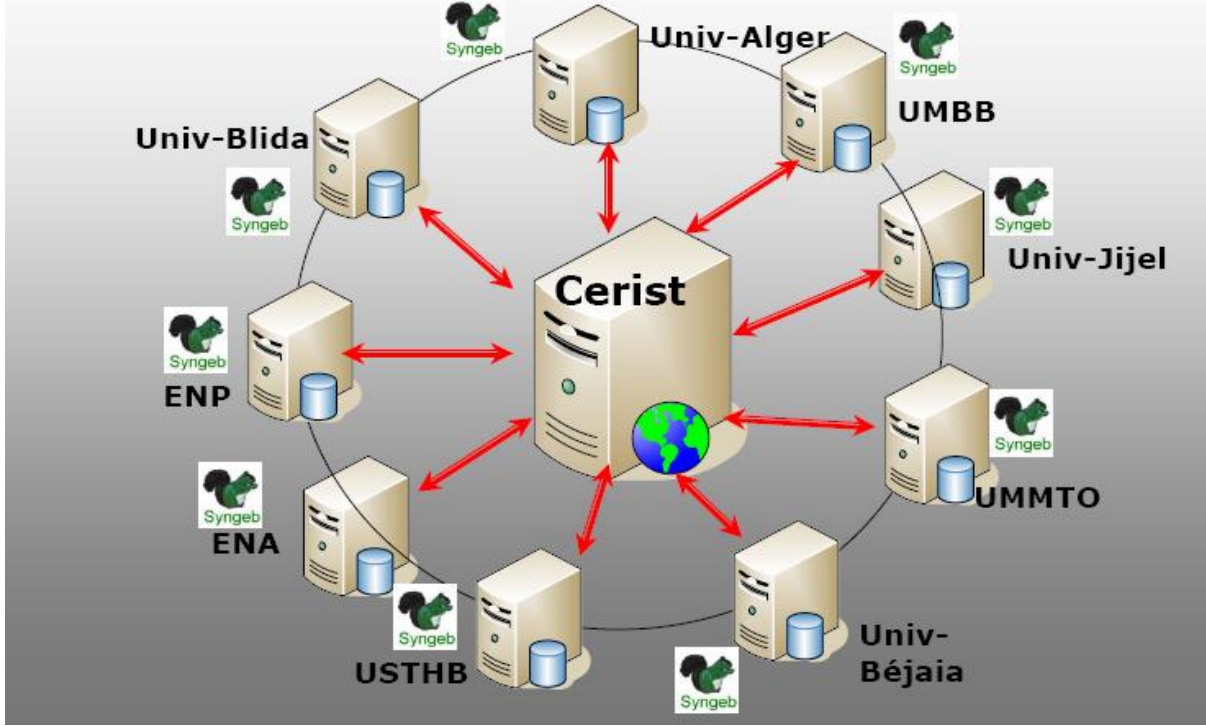 Syngeb
Univ-Alger
Syngeb
UMBB
Univ-Blida
Syngeb
Syngeb
Univ-Jijel
Cerist
Syngeb
ENP
Syngeb
UMMTO
Syngeb
ENA
Syngeb
USTHB
Univ-
Béjaia
Syngeb